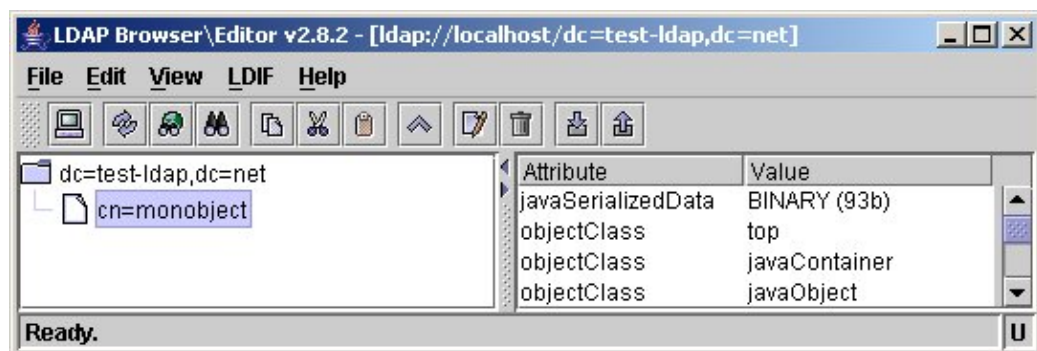 LDAP Browser\Editor v2.8.2 - [ldap://localhost/dc=test-ldap,dc=net]
File Edit View LDIF Help
dc=test-ldap,dc=net
cn=monobject
Attribute Value
javaSerializedData BINARY (93b)
objectClass top
objectClass javaContainer
objectClass javaObject
Ready. U